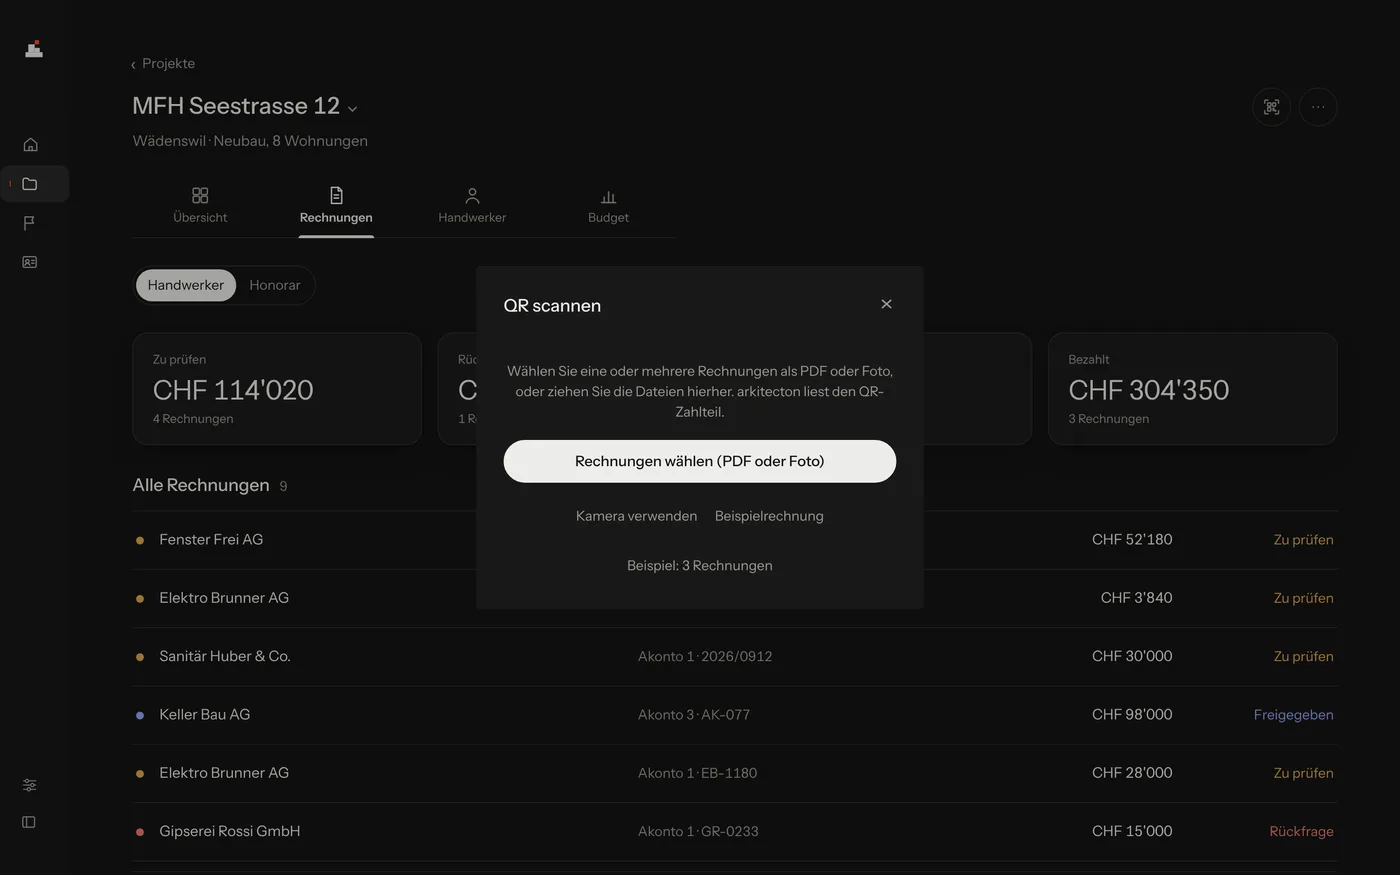 ‹ Projekte
MFH Seestrasse 12
Wädenswil · Neubau, 8 Wohnungen
Übersicht
Rechnungen
Handwerker
Budget
Handwerker
Honorar
Zu prüfen
CHF 114'020
4 Rechnungen
Bezahlt
CHF 304'350
3 Rechnungen
QR scannen
Wählen Sie eine oder mehrere Rechnungen als PDF oder Foto,
oder ziehen Sie die Dateien hierher. arkitecton liest den QR-
Zahlteil.
Rechnungen wählen (PDF oder Foto)
Kamera verwenden
Beispielrechnung
Beispiel: 3 Rechnungen
Alle Rechnungen 9
Fenster Frei AG CHF 52'180 Zu prüfen
Elektro Brunner AG CHF 3'840 Zu prüfen
Sanitär Huber & Co. Akonto 1 · 2026/0912 CHF 30'000 Zu prüfen
Keller Bau AG Akonto 3 · AK-077 CHF 98'000 Freigegeben
Elektro Brunner AG Akonto 1 · EB-1180 CHF 28'000 Zu prüfen
Gipserei Rossi GmbH Akonto 1 · GR-0233 CHF 15'000 Rückfrage